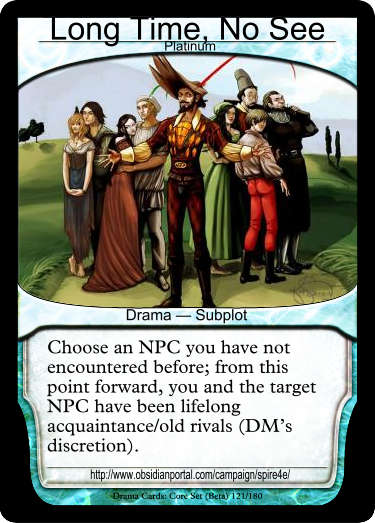 Long Time, No See
Platinum
Drama — Subplot
Choose an NPC you have not
encountered before; from this
point forward, you and the target
NPC have been lifelong
acquaintance/old rivals (DM's
discretion).
http://www.obsidianportal.com/campaign/spire4e/
Drama Cards: Core Set (Beta) 121/180